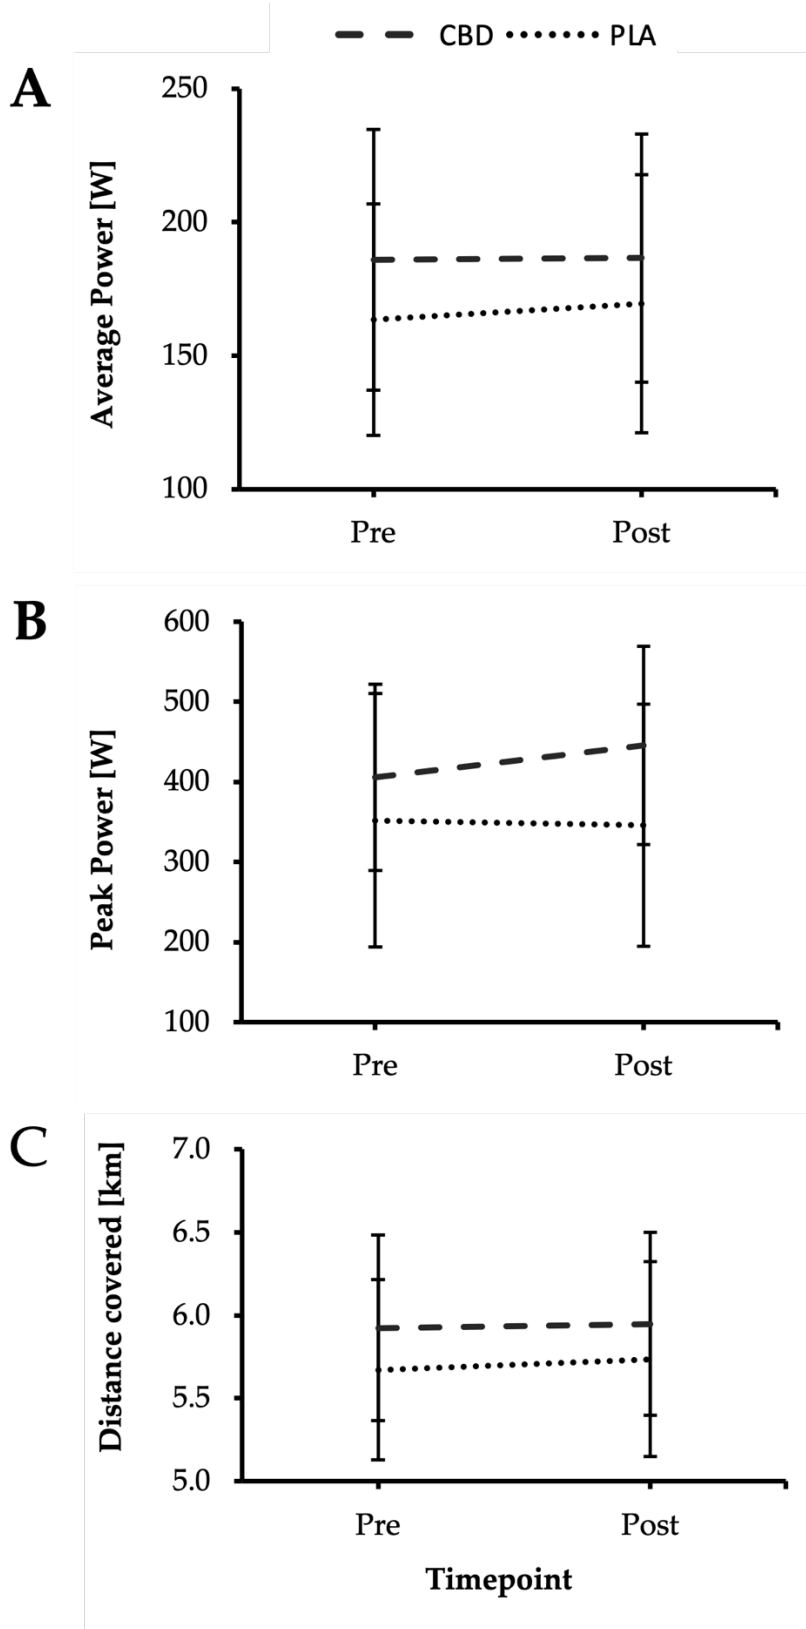 CBD PLA
A
Average Power [W]
250
200
150
100
Pre Post
B
Peak Power [W]
600
500
400
300
200
100
Pre Post
C
Distance covered [km]
7.0
6.5
6.0
5.5
5.0
Pre Post
Timepoint